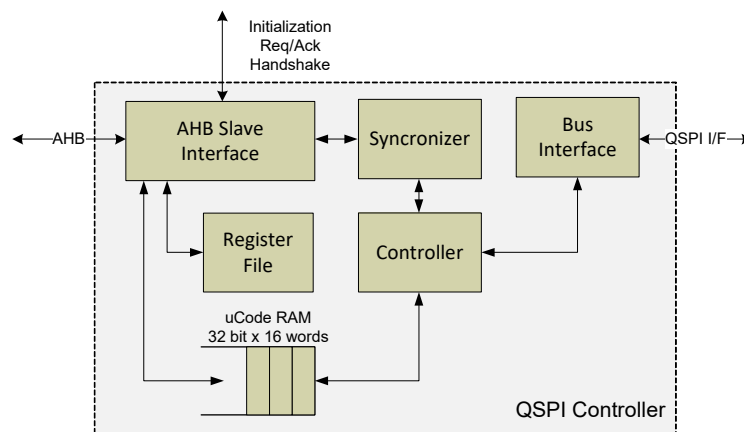 Initialization
Req/Ack
Handshake
AHB
AHB Slave
Interface
Syncronizer
Bus
Interface
QSPI I/F
Register
File
Controller
uCode RAM
32 bit x 16 words
QSPI Controller